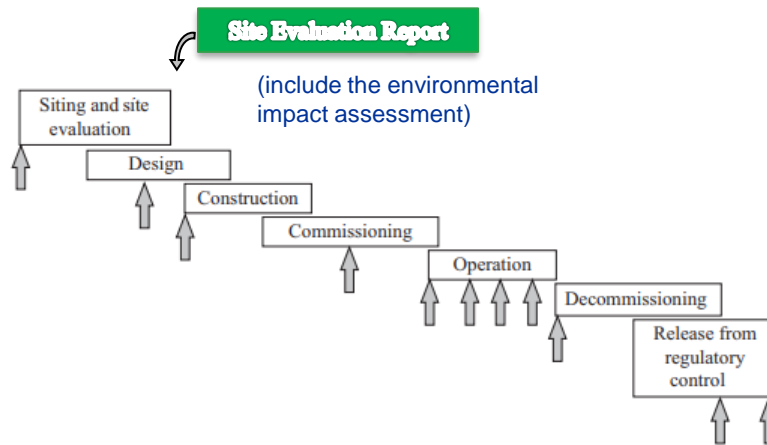 Site Evaluation Report
(include the environmental
impact assessment)
Siting and site
evaluation
Design
Construction
Commissioning
Operation
Decommissioning
Release from
regulatory
control